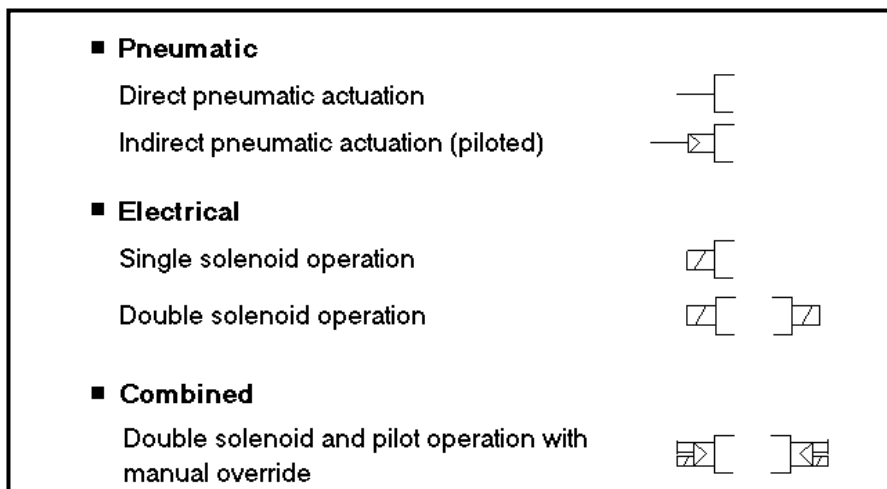 ■ Pneumatic
Direct pneumatic actuation
Indirect pneumatic actuation (piloted)
■ Electrical
Single solenoid operation
Double solenoid operation
■ Combined
Double solenoid and pilot operation with
manual override